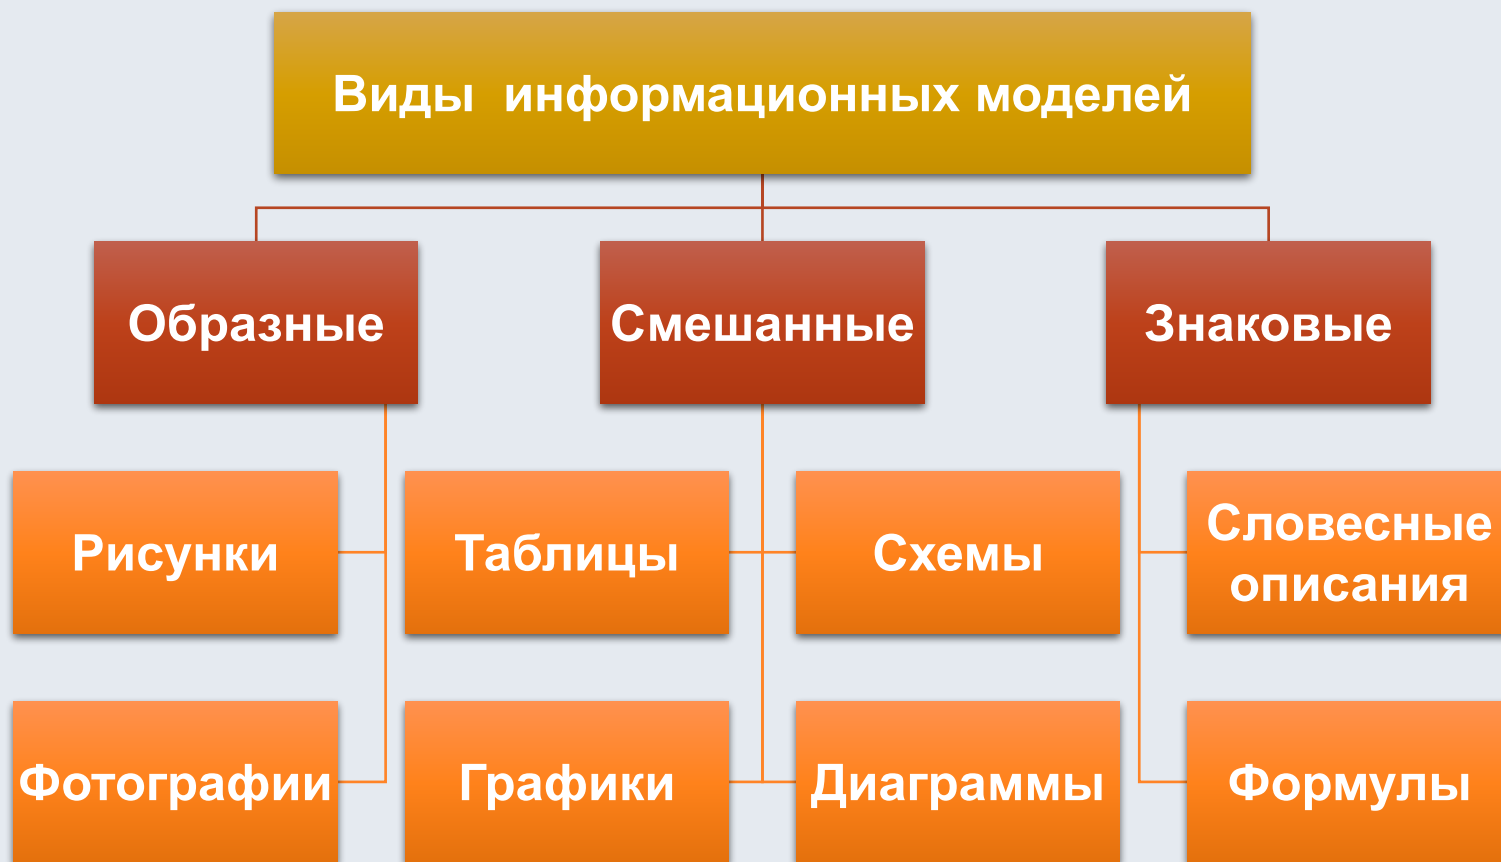 Виды информационных моделей
Образные
Смешанные
Знаковые
Рисунки
Таблицы
Схемы
Словесные
описания
Фотографии
Графики
Диаграммы
Формулы